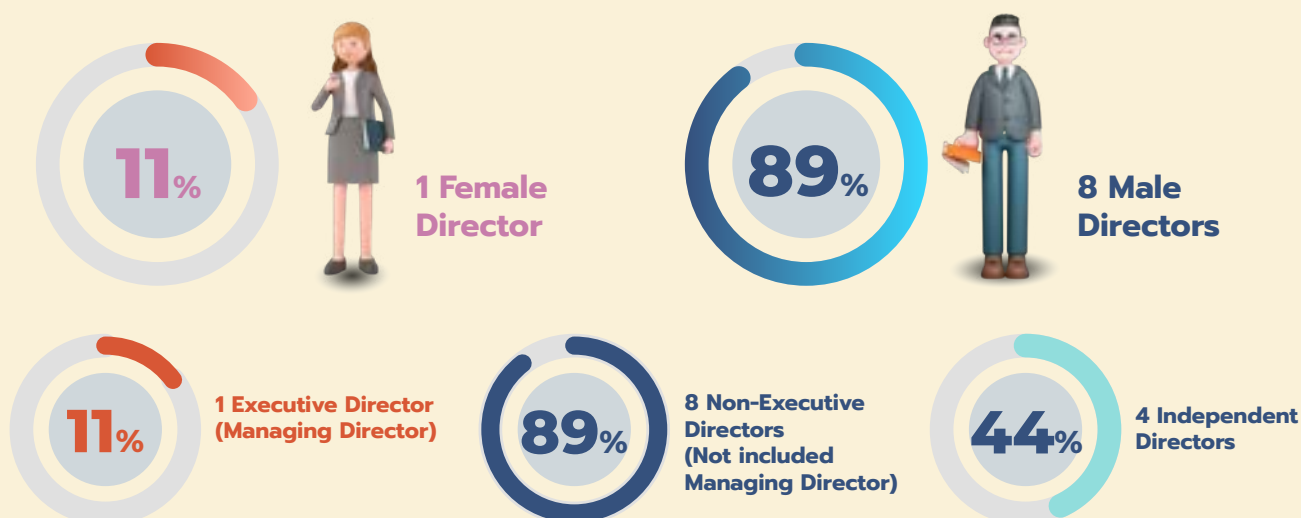 11%
1 Female
Director
89%
8 Male
Directors
11%
1 Executive Director
(Managing Director)
89%
8 Non-Executive
Directors
(Not included
Managing Director)
44%
4 Independent
Directors